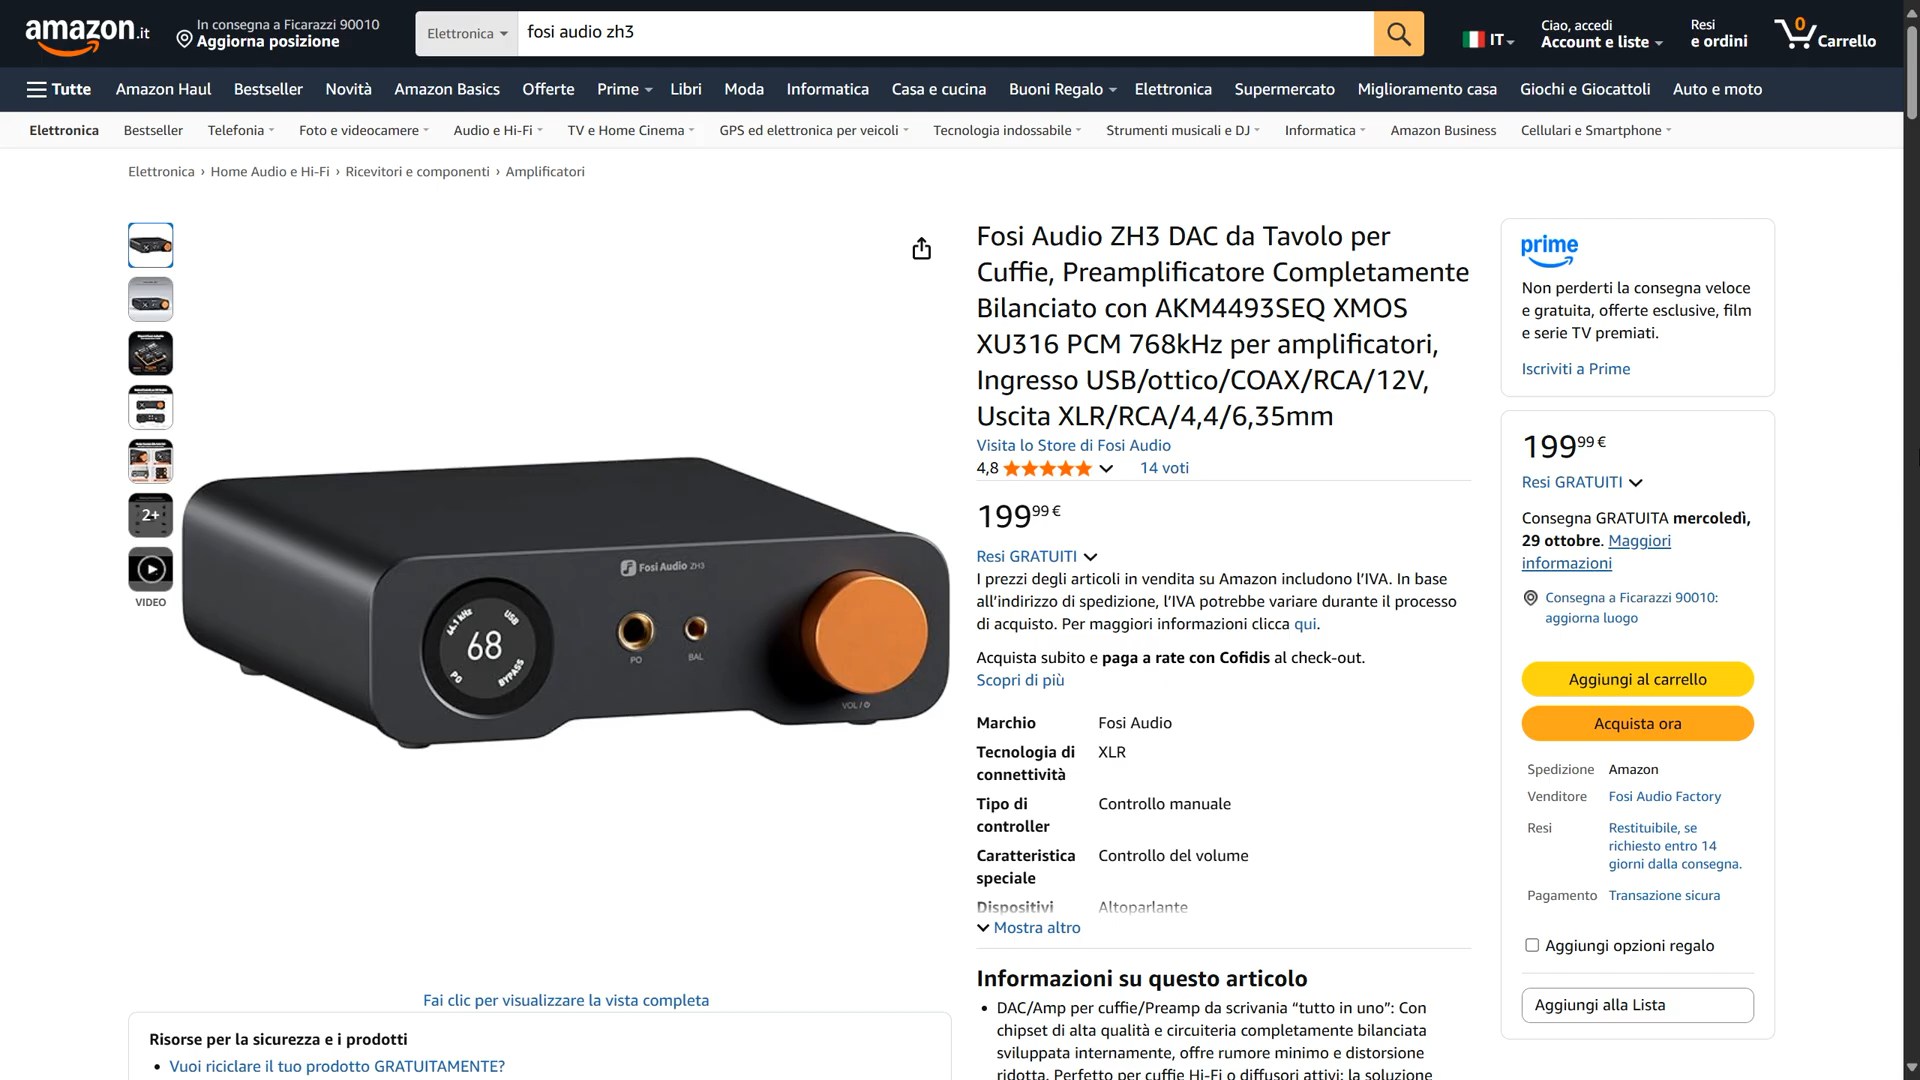 amazon.it
In consegna a Ficarazzi 90010
Aggiorna posizione
Elettronica
fosi audio zh3
IT
Ciao, accedi
Account e liste
Resi
e ordini
0
Carrello
Tutte
Amazon Haul
Bestseller
Novità
Amazon Basics
Offerte
Prime
Libri
Moda
Informatica
Casa e cucina
Buoni Regalo
Elettronica
Supermercato
Miglioramento casa
Giochi e Giocattoli
Auto e moto
Elettronica
Bestseller
Telefonia
Foto e videocamere
Audio e Hi-Fi
TV e Home Cinema
GPS ed elettronica per veicoli
Tecnologia indossabile
Strumenti musicali e DJ
Informatica
Amazon Business
Cellulari e Smartphone
Elettronica › Home Audio e Hi-Fi › Ricevitori e componenti › Amplificatori
2+
VIDEO
Fosi Audio ZH3
44.1 kHz
USB
68
PO
BYPASS
PO
BAL
VOL /
Fai clic per visualizzare la vista completa
Risorse per la sicurezza e i prodotti
• Vuoi riciclare il tuo prodotto GRATUITAMENTE?
Fosi Audio ZH3 DAC da Tavolo per
Cuffie, Preamplificatore Completamente
Bilanciato con AKM4493SEQ XMOS
XU316 PCM 768kHz per amplificatori,
Ingresso USB/ottico/COAX/RCA/12V,
Uscita XLR/RCA/4,4/6,35mm
Visita lo Store di Fosi Audio
4,8
14 voti
199,99 €
Resi GRATUITI
I prezzi degli articoli in vendita su Amazon includono l’IVA. In base
all’indirizzo di spedizione, l’IVA potrebbe variare durante il processo
di acquisto. Per maggiori informazioni clicca qui.
Acquista subito e paga a rate con Cofidis al check-out.
Scopri di più
Marchio
Fosi Audio
Tecnologia di
connettività
XLR
Tipo di
controller
Controllo manuale
Caratteristica
speciale
Controllo del volume
Dispositivi
Altoparlante
Mostra altro
Informazioni su questo articolo
• DAC/Amp per cuffie/Preamp da scrivania “tutto in uno”: Con
chipset di alta qualità e circuiteria completamente bilanciata
sviluppata internamente, offre rumore minimo e distorsione
ridotta. Perfetto per cuffie Hi-Fi o diffusori attivi: la soluzione
prime
Non perderti la consegna veloce
e gratuita, offerte esclusive, film
e serie TV premiati.
Iscriviti a Prime
199,99 €
Resi GRATUITI
Consegna GRATUITA mercoledì,
29 ottobre. Maggiori
informazioni
Consegna a Ficarazzi 90010:
aggiorna luogo
Aggiungi al carrello
Acquista ora
Spedizione
Amazon
Venditore
Fosi Audio Factory
Resi
Restituibile, se
richiesto entro 14
giorni dalla consegna.
Pagamento
Transazione sicura
Aggiungi opzioni regalo
Aggiungi alla Lista